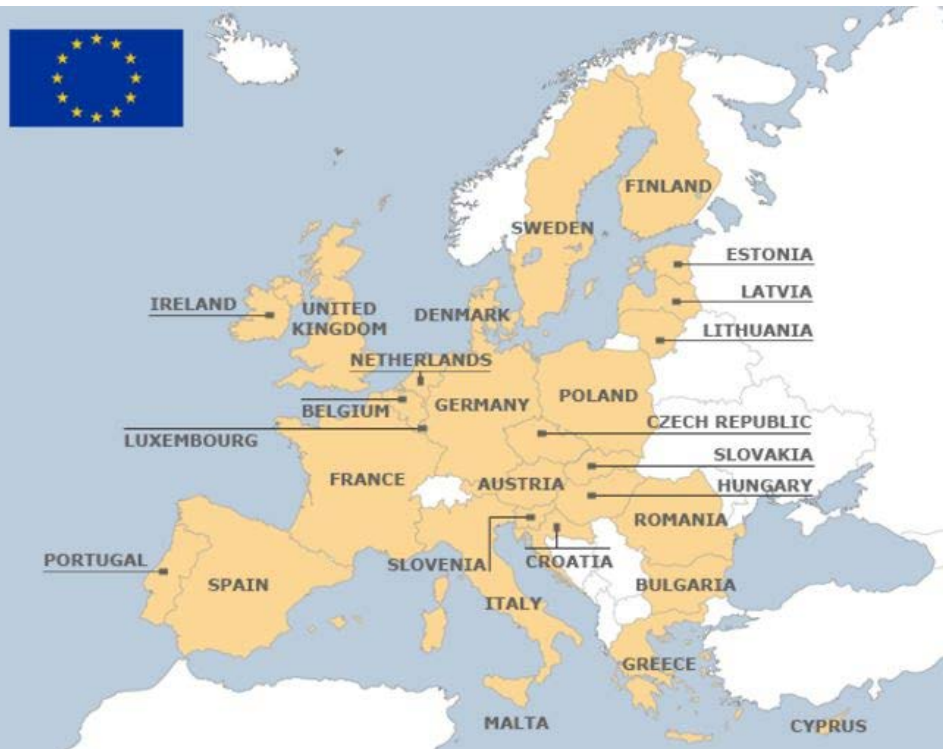 FINLAND
SWEDEN
ESTONIA
LATVIA
IRELAND
UNITED
KINGDOM
DENMARK
LITHUANIA
NETHERLANDS
POLAND
BELGIUM
GERMANY
CZECH REPUBLIC
LUXEMBOURG
SLOVAKIA
FRANCE
AUSTRIA
HUNGARY
ROMANIA
PORTUGAL
SLOVENIA
CROATIA
SPAIN
BULGARIA
ITALY
GREECE
MALTA
CYPRUS